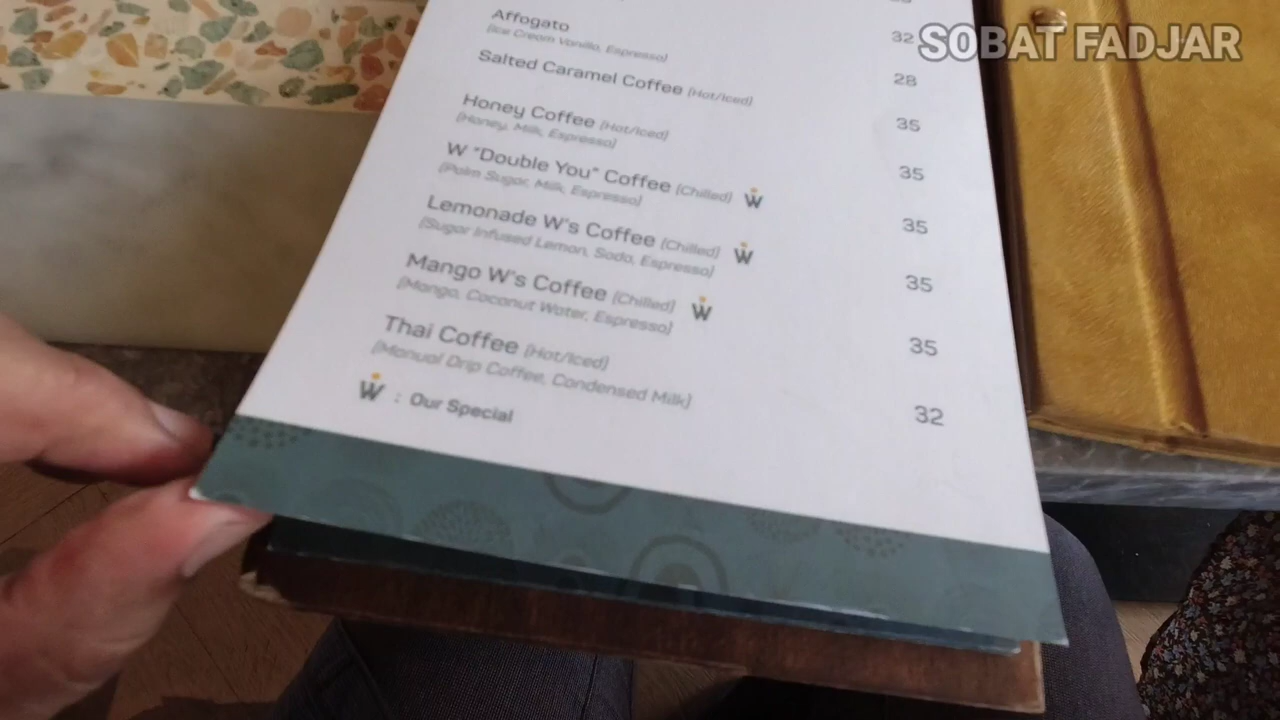 SOBAT FADJAR
Affogato 32
(Ice Cream Vanilla, Espresso)
Salted Caramel Coffee (Hot/Iced) 28
Honey Coffee (Hot/Iced) 35
(Honey, Milk, Espresso)
W "Double You" Coffee (Chilled) W 35
(Palm Sugar, Milk, Espresso)
Lemonade W's Coffee (Chilled) W 35
(Sugar Infused Lemon, Soda, Espresso)
Mango W's Coffee (Chilled) W 35
(Mango, Coconut Water, Espresso)
35
Thai Coffee (Hot/Iced)
(Manual Drip Coffee, Condensed Milk)
32
W : Our Special